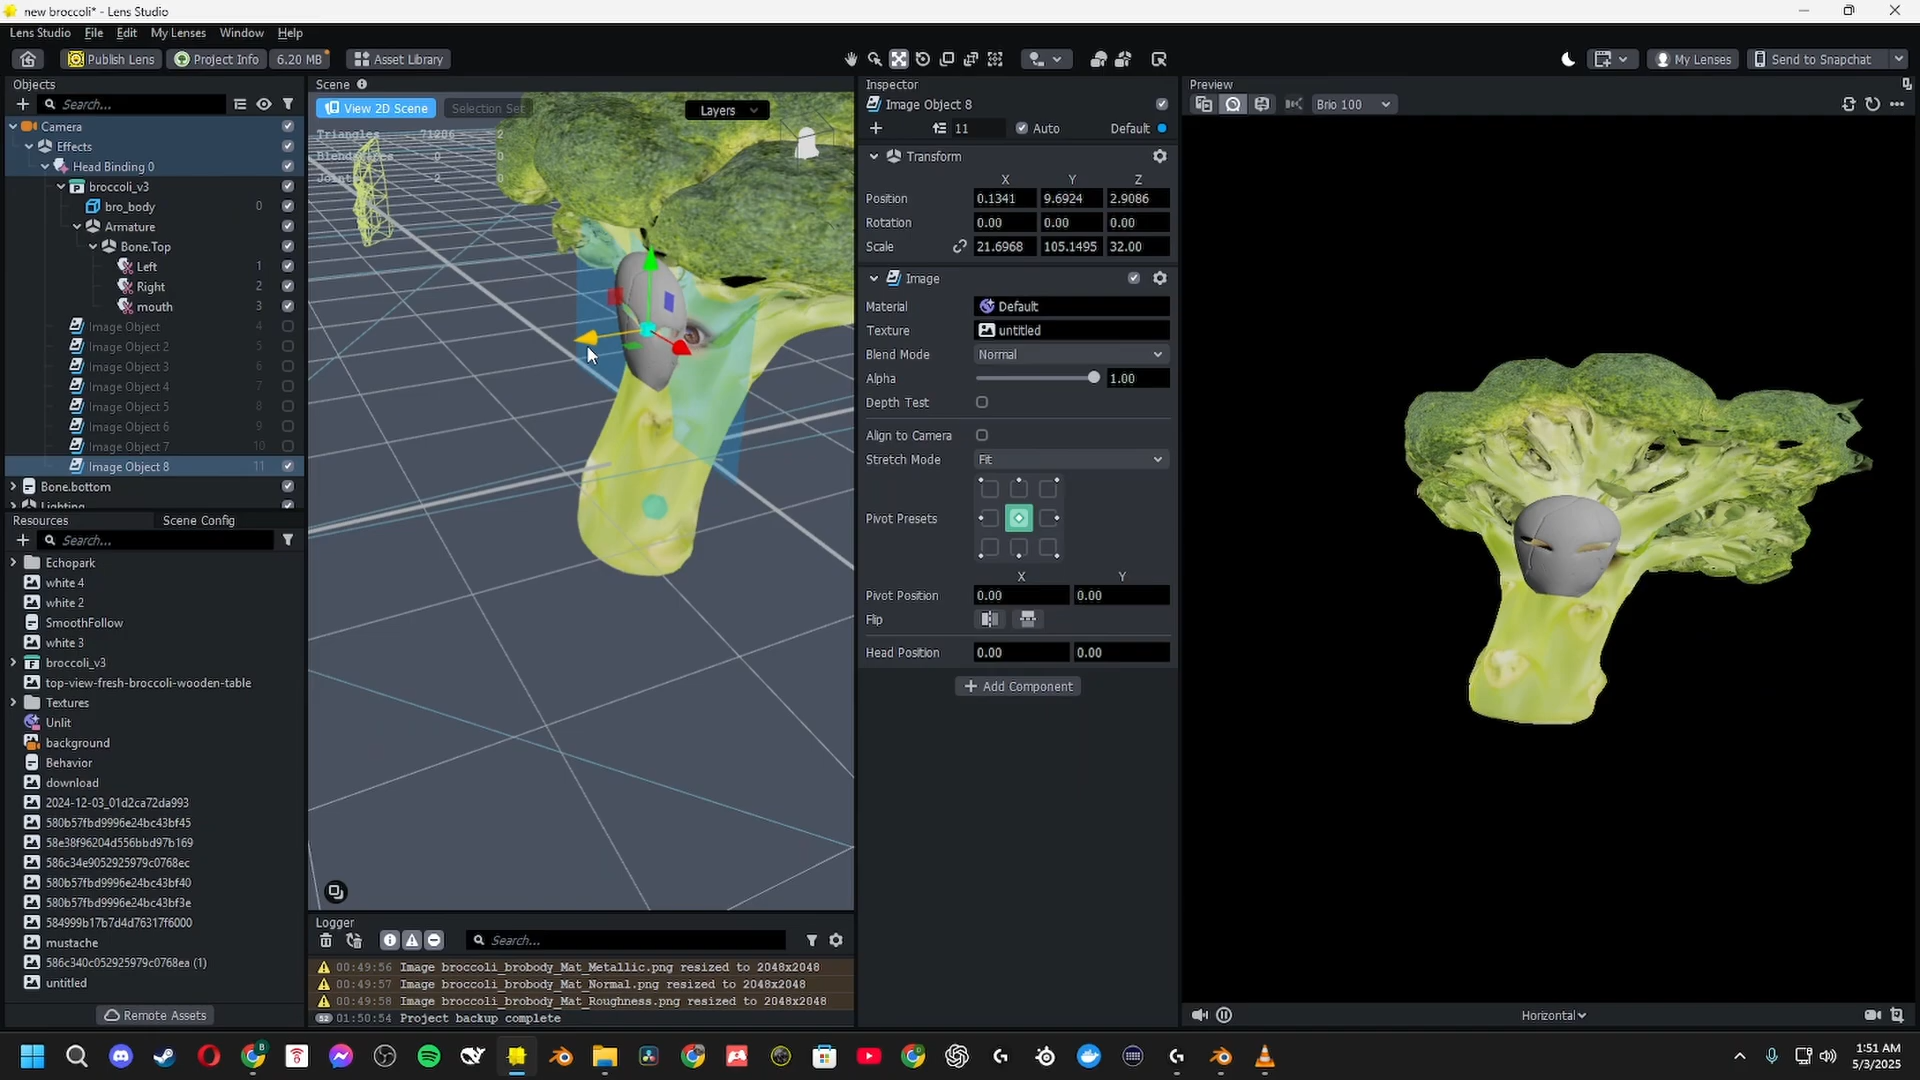 new broccoli* - Lens Studio
Lens Studio File Edit My Lenses Window Help
Publish Lens Project Info 6.20 MB Asset Library My Lenses Send to Snapchat
Objects
Search...
Camera
Effects
Head Binding 0
broccoli_v3
bro_body 0
Armature
Bone.Top
Left 1
Right 2
mouth 3
Image Object 4
Image Object 2 5
Image Object 3 6
Image Object 4 7
Image Object 5 8
Image Object 6 9
Image Object 7 10
Image Object 8 11
Bone.bottom
Lighting
Resources Scene Config
Search...
Echopark
white 4
white 2
SmoothFollow
white 3
broccoli_v3
top-view-fresh-broccoli-wooden-table
Textures
Unlit
background
Behavior
download
2024-12-03_01d2ca72da993
580b57fbd9996e24bc43bf45
58e38f96204d556bbd97b169
586c34e9052925979c0768ec
580b57fbd9996e24bc43bf40
580b57fbd9996e24bc43bf3e
584999b17b7d4d76317f6000
mustache
586c340c052925979c0768ea (1)
untitled
Remote Assets
Scene
View 2D Scene Selection Set Layers
Triangles 71206 2
0 0
Joints 2 0
Logger
Search...
00:49:56 Image broccoli_brobody_Mat_Metallic.png resized to 2048x2048
00:49:57 Image broccoli_brobody_Mat_Normal.png resized to 2048x2048
00:49:58 Image broccoli_brobody_Mat_Roughness.png resized to 2048x2048
52 01:50:54 Project backup complete
Inspector
Image Object 8
11 Auto Default
Transform
X Y Z
Position 0.1341 9.6924 2.9086
Rotation 0.00 0.00 0.00
Scale 21.6968 105.1495 32.00
Image
Material Default
Texture untitled
Blend Mode Normal
Alpha 1.00
Depth Test
Align to Camera
Stretch Mode Fit
Pivot Presets
X Y
Pivot Position 0.00 0.00
Flip
Head Position 0.00 0.00
Add Component
Preview
Brio 100
Horizontal
1:51 AM
5/3/2025